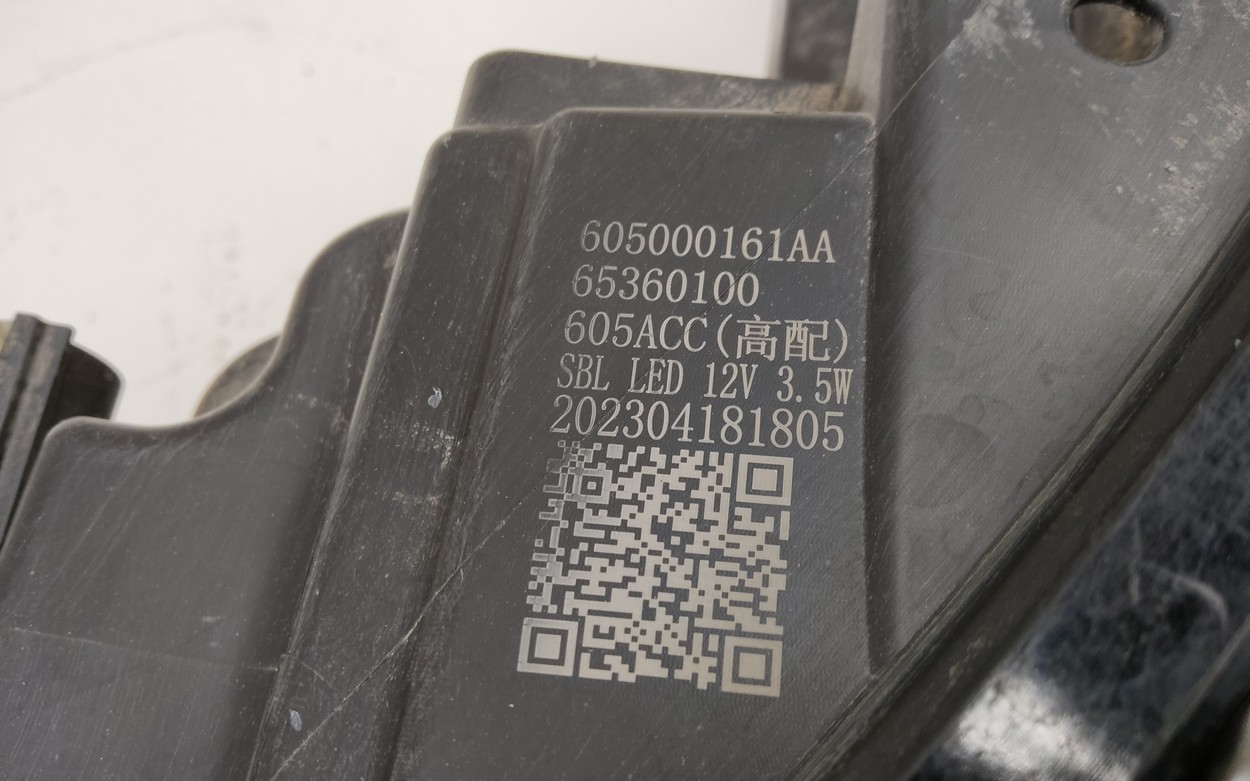 605000161AA
65360100
605ACC(高配)
SBL LED 12V 3.5W
202304181805